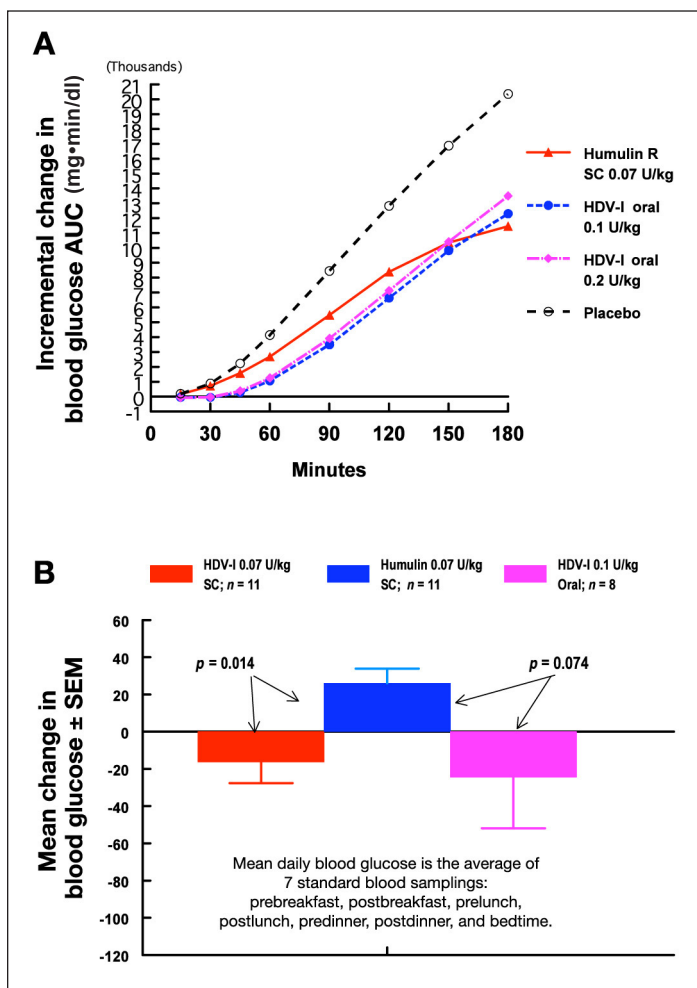 A
(Thousands)
21
20
19
18
17
16
15
14
13
12
11
10
9
8
7
6
5
4
3
2
1
0
-1
Incremental change in
blood glucose AUC (mg•min/dl)
0 30 60 90 120 150 180
Minutes
Humulin R
SC 0.07 U/kg
HDV-I oral
0.1 U/kg
HDV-I oral
0.2 U/kg
Placebo
B
HDV-I 0.07 U/kg
SC; n = 11
Humulin 0.07 U/kg
SC; n = 11
HDV-I 0.1 U/kg
Oral; n = 8
Mean change in
blood glucose ± SEM
60
40
20
0
-20
-40
-60
-80
-100
-120
p = 0.014
p = 0.074
Mean daily blood glucose is the average of
7 standard blood samplings:
prebreakfast, postbreakfast, prelunch,
postlunch, predinner, postdinner, and bedtime.